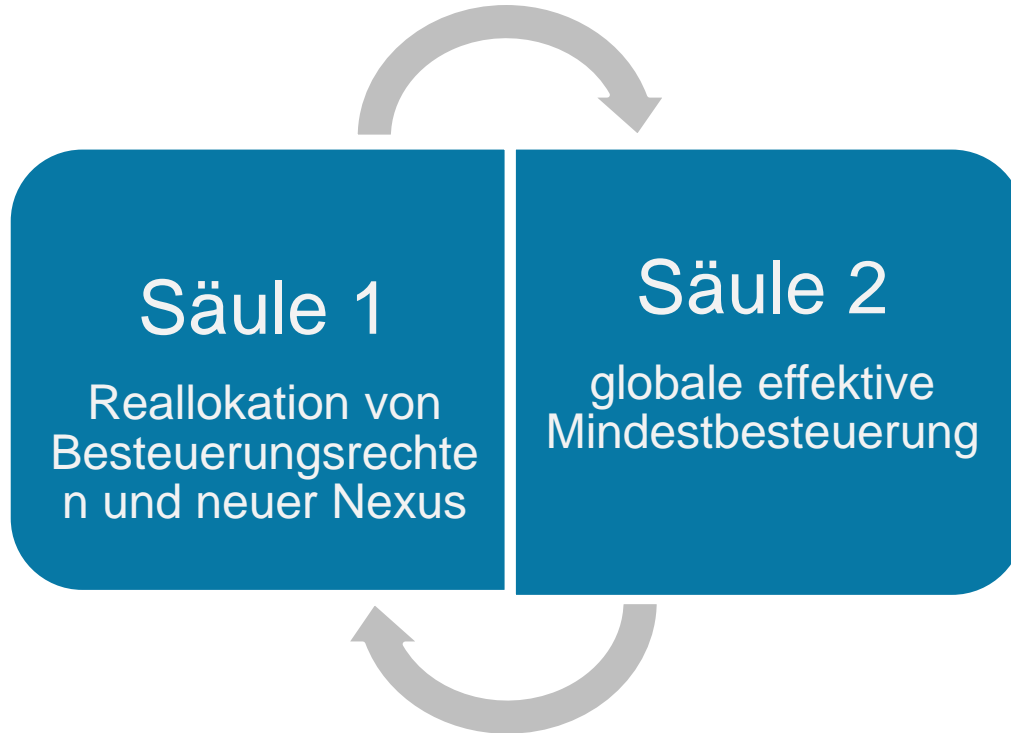 Säule 1
Reallokation von
Besteuerungsrechte
n und neuer Nexus
Säule 2
globale effektive
Mindestbesteuerung